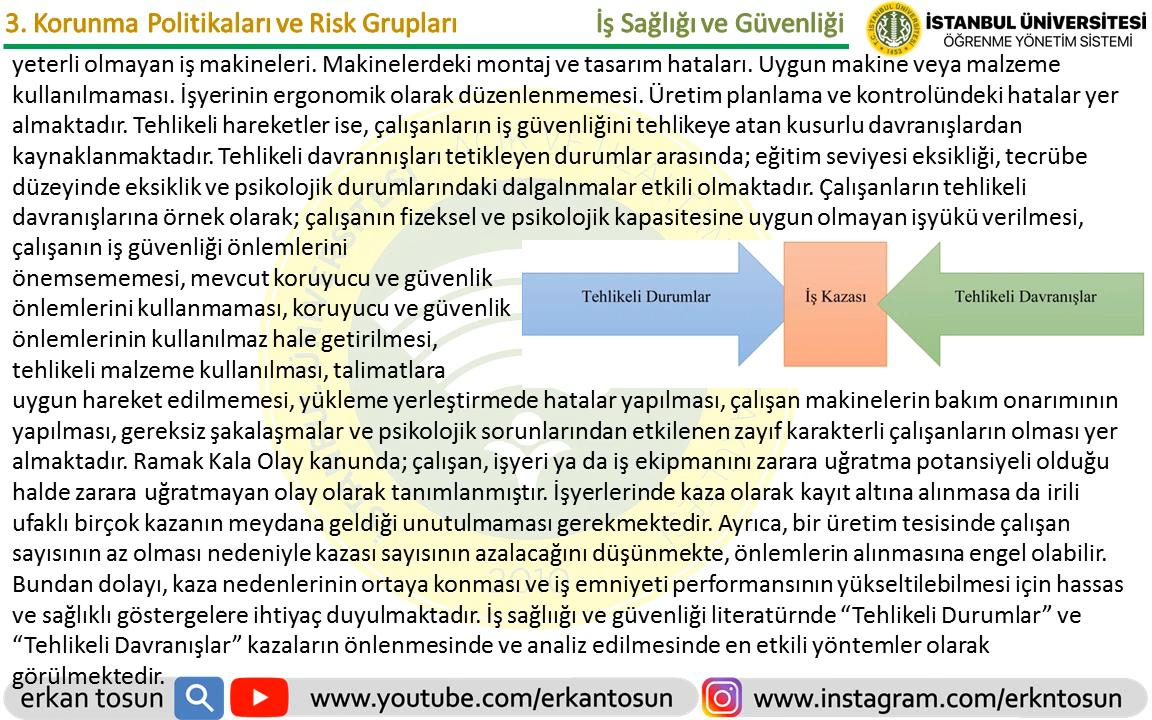 3. Korunma Politikaları ve Risk Grupları
İş Sağlığı ve Güvenliği
İSTANBUL ÜNİVERSİTESİ
ÖĞRENME YÖNETİM SİSTEMİ
yeterli olmayan iş makineleri. Makinelerdeki montaj ve tasarım hataları. Uygun makine veya malzeme
kullanılmaması. İşyerinin ergonomik olarak düzenlenmemesi. Üretim planlama ve kontrolündeki hatalar yer
almaktadır. Tehlikeli hareketler ise, çalışanların iş güvenliğini tehlikeye atan kusurlu davranışlardan
kaynaklanmaktadır. Tehlikeli davrannışları tetikleyen durumlar arasında; eğitim seviyesi eksikliği, tecrübe
düzeyinde eksiklik ve psikolojik durumlarındaki dalgalnmalar etkili olmaktadır. Çalışanların tehlikeli
davranışlarına örnek olarak; çalışanın fizeksel ve psikolojik kapasitesine uygun olmayan işyükü verilmesi,
çalışanın iş güvenliği önlemlerini
önemsememesi, mevcut koruyucu ve güvenlik
önlemlerini kullanmaması, koruyucu ve güvenlik
önlemlerinin kullanılmaz hale getirilmesi,
tehlikeli malzeme kullanılması, talimatlara
Tehlikeli Durumlar
İş Kazası
Tehlikeli Davranışlar
uygun hareket edilmemesi, yükleme yerleştirmede hatalar yapılması, çalışan makinelerin bakım onarımının
yapılması, gereksiz şakalaşmalar ve psikolojik sorunlarından etkilenen zayıf karakterli çalışanların olması yer
almaktadır. Ramak Kala Olay kanunda; çalışan, işyeri ya da iş ekipmanını zarara uğratma potansiyeli olduğu
halde zarara uğratmayan olay olarak tanımlanmıştır. İşyerlerinde kaza olarak kayıt altına alınmasa da irili
ufaklı birçok kazanın meydana geldiği unutulmaması gerekmektedir. Ayrıca, bir üretim tesisinde çalışan
sayısının az olması nedeniyle kazası sayısının azalacağını düşünmekte, önlemlerin alınmasına engel olabilir.
Bundan dolayı, kaza nedenlerinin ortaya konması ve iş emniyeti performansının yükseltilebilmesi için hassas
ve sağlıklı göstergelere ihtiyaç duyulmaktadır. İş sağlıığı ve güvenliği literatürnde “Tehlikeli Durumlar” ve
“Tehlikeli Davranışlar” kazaların önlenmesinde ve analiz edilmesinde en etkili yöntemler olarak
görülmektedir.
erkan tosun
www.youtube.com/erkantosun
www.instagram.com/erkntosun